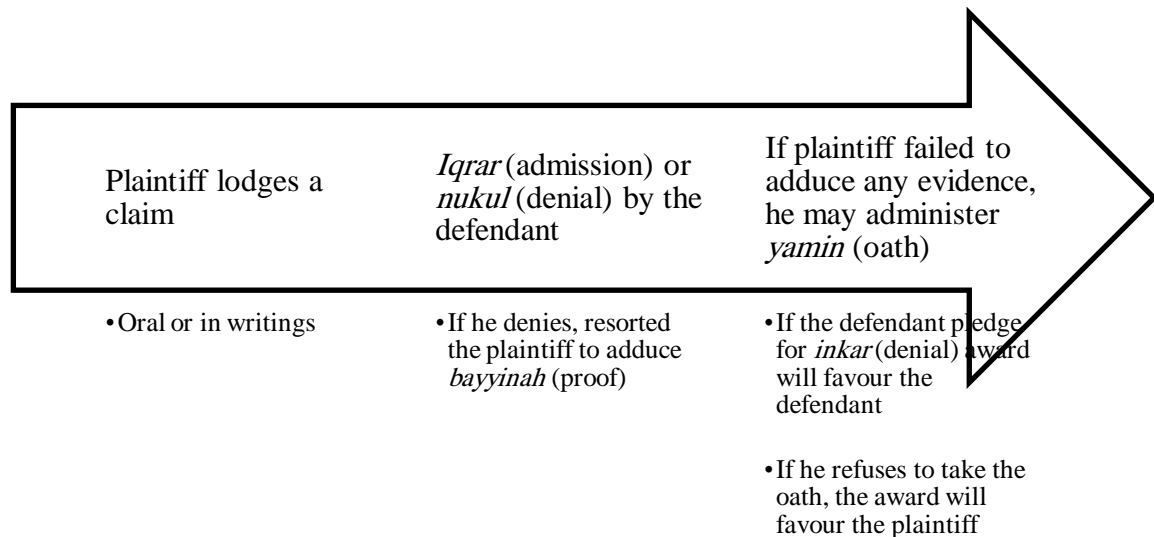 Plaintiff lodges a
claim
•Oral or in writings
Iqrar (admission) or
nukul (denial) by the
defendant
•If he denies, resorted
the plaintiff to adduce
bayyinah (proof)
If plaintiff failed to
adduce any evidence,
he may administer
yamin (oath)
•If the defendant pledge
for inkar (denial) award
will favour the
defendant
•If he refuses to take the
oath, the award will
favour the plaintiff